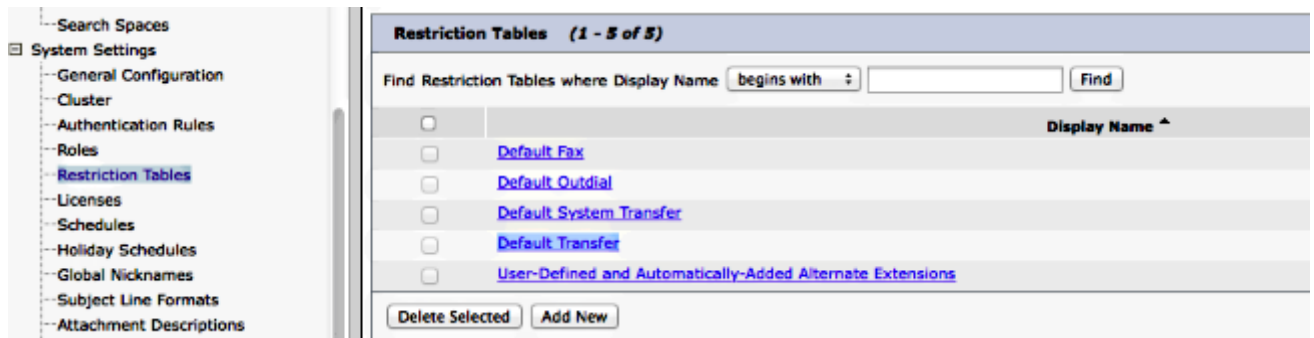 Search Spaces
System Settings
General Configuration
Cluster
Authentication Rules
Roles
Restriction Tables
Licenses
Schedules
Holiday Schedules
Global Nicknames
Subject Line Formats
Attachment Descriptions
Restriction Tables (1 - 5 of 5)
Find Restriction Tables where Display Name begins with Find
Display Name
Default Fax
Default Outdial
Default System Transfer
Default Transfer
User-Defined and Automatically-Added Alternate Extensions
Delete Selected Add New